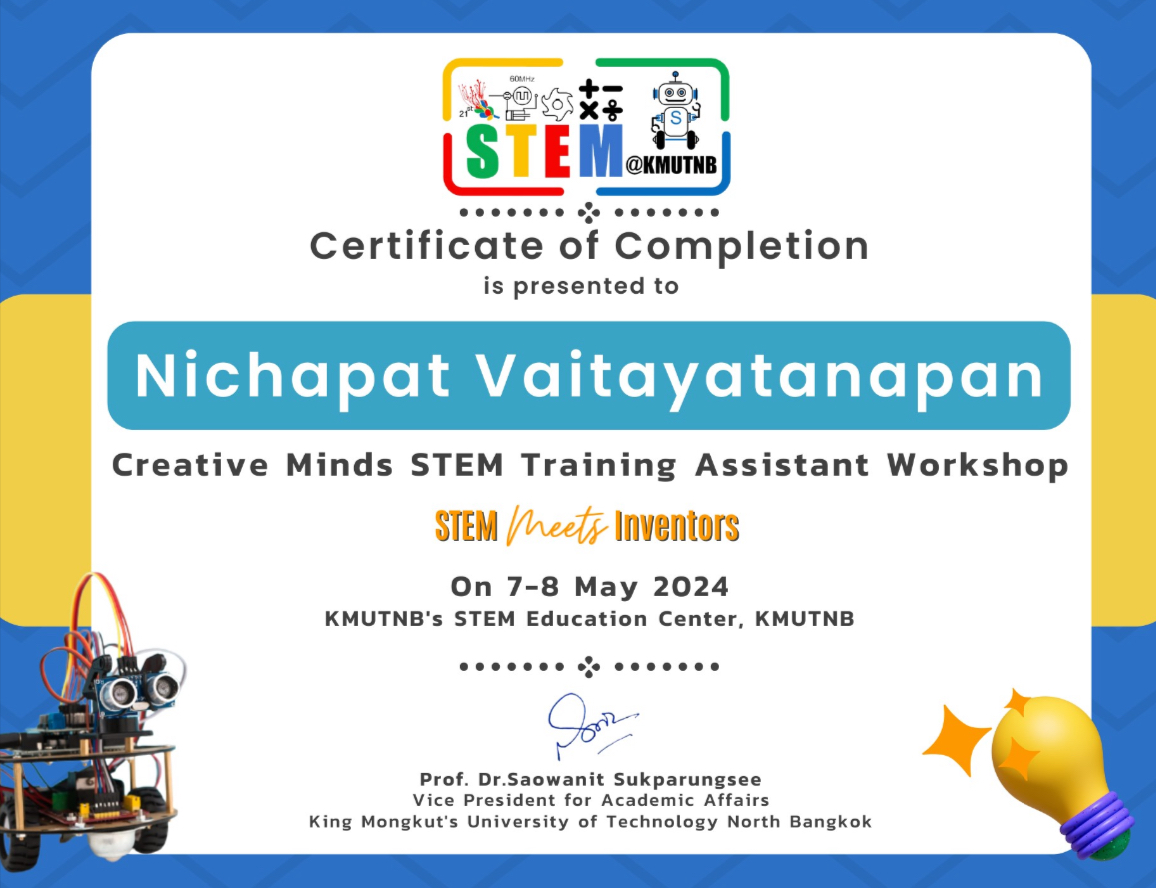 60MHz
21st
STEM@KMUTNB
S
Certificate of Completion
is presented to
Nichapat Vaitayatanapan
Creative Minds STEM Training Assistant Workshop
STEM Meets Inventors
On 7-8 May 2024
KMUTNB's STEM Education Center, KMUTNB
Prof. Dr.Saowanit Sukparungsee
Vice President for Academic Affairs
King Mongkut's University of Technology North Bangkok